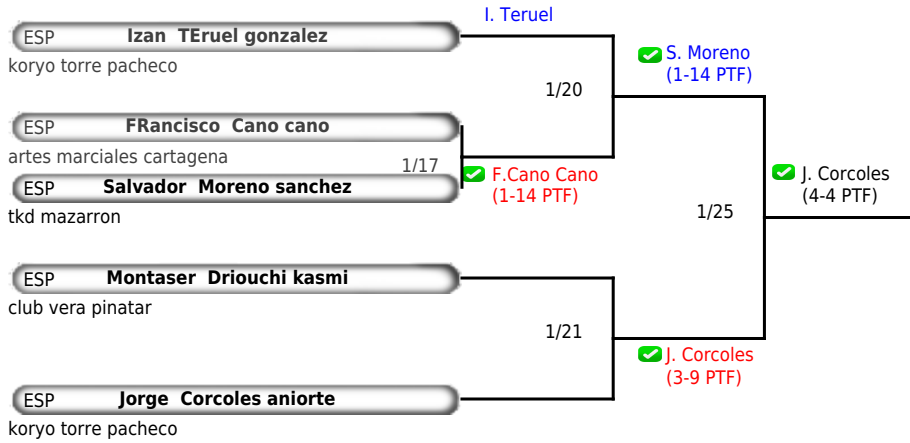 I. Teruel
ESP Izan TEruel gonzalez
koryo torre pacheco
S. Moreno
(1-14 PTF)
1/20
ESP FRancisco Cano cano
artes marciales cartagena
1/17
F.Cano Cano
(1-14 PTF)
ESP Salvador Moreno sanchez
tkd mazarron
J. Corcoles
(4-4 PTF)
1/25
ESP Montaser Driouchi kasmi
club vera pinatar
1/21
J. Corcoles
(3-9 PTF)
ESP Jorge Corcoles aniorte
koryo torre pacheco